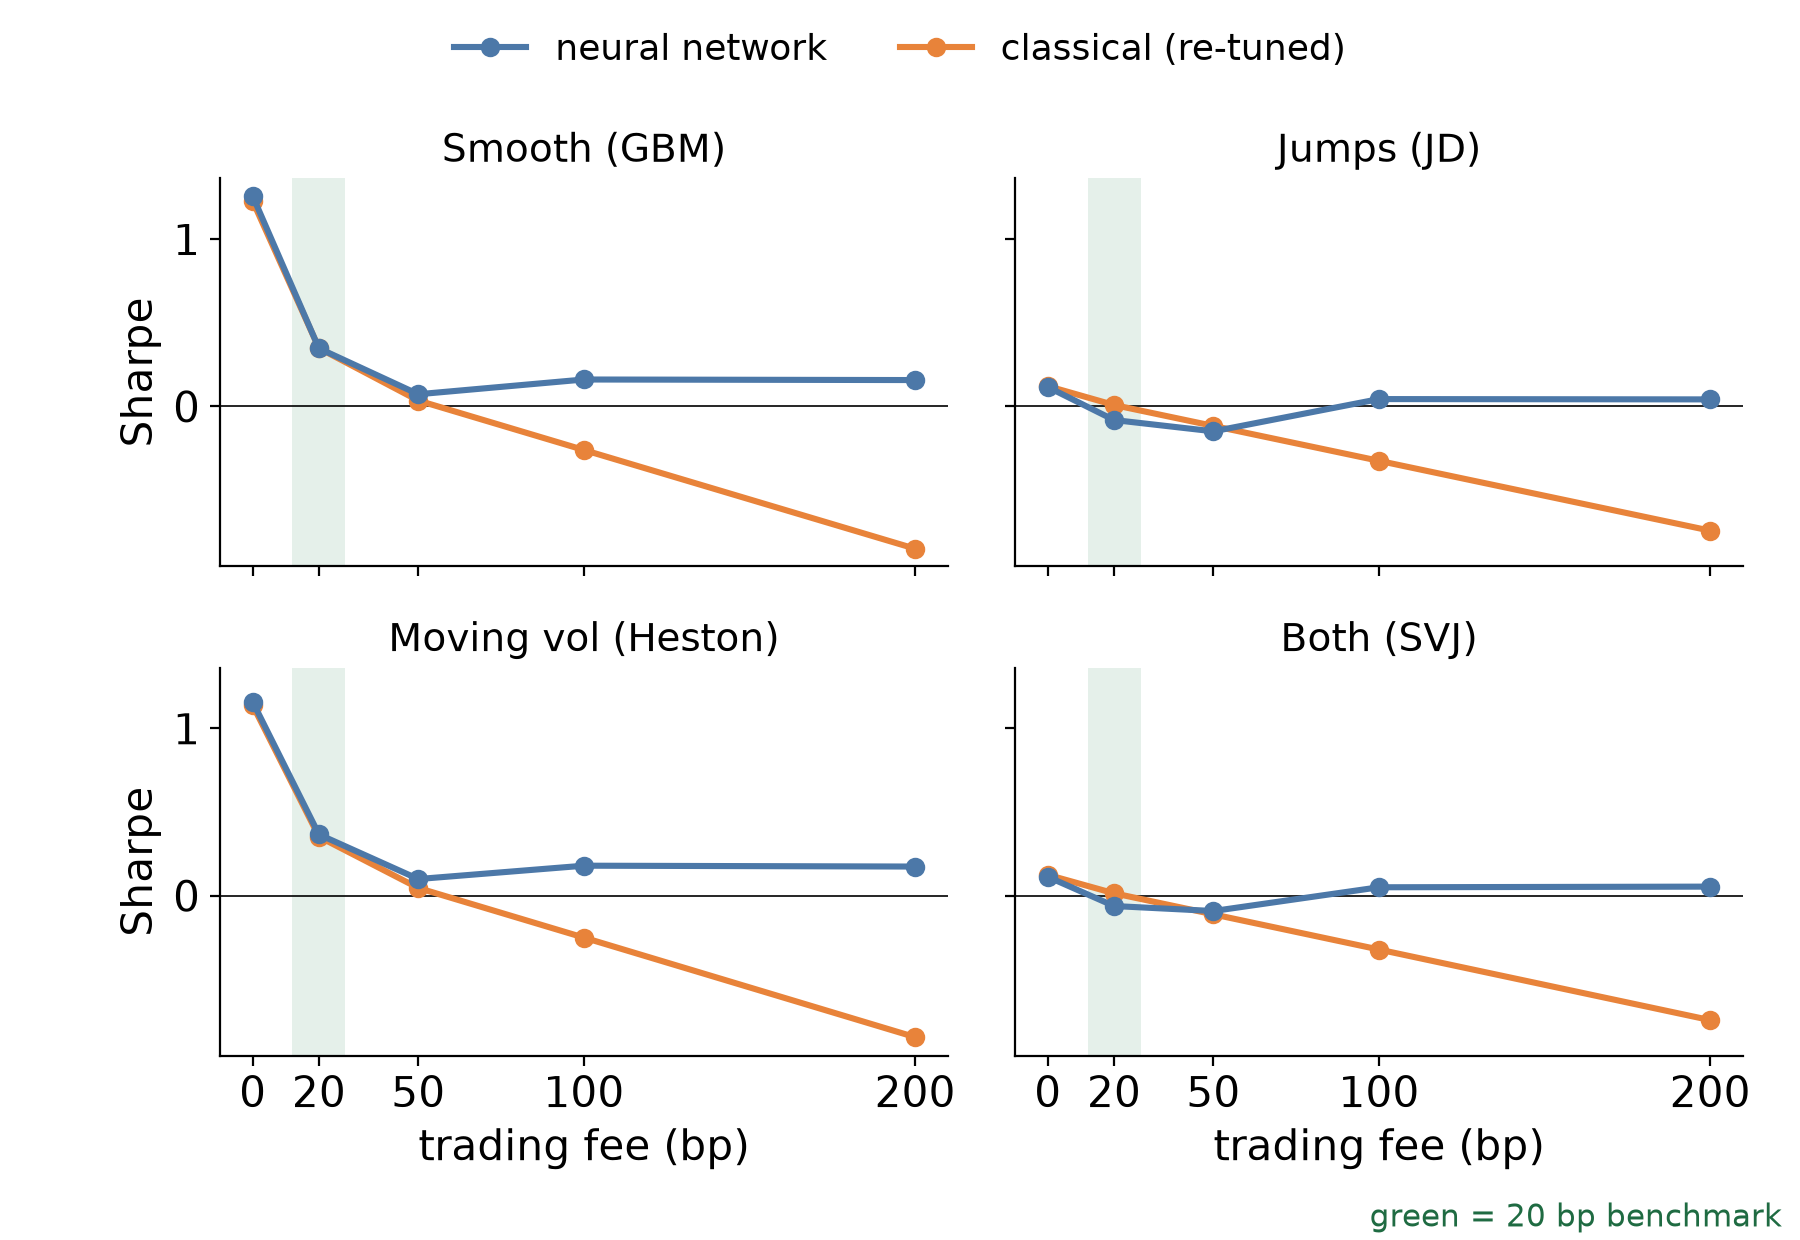 neural network
classical (re-tuned)
Smooth (GBM)
Jumps (JD)
1
0
Sharpe
Moving vol (Heston)
Both (SVJ)
1
0
Sharpe
0 20 50 100 200
0 20 50 100 200
trading fee (bp)
trading fee (bp)
green = 20 bp benchmark